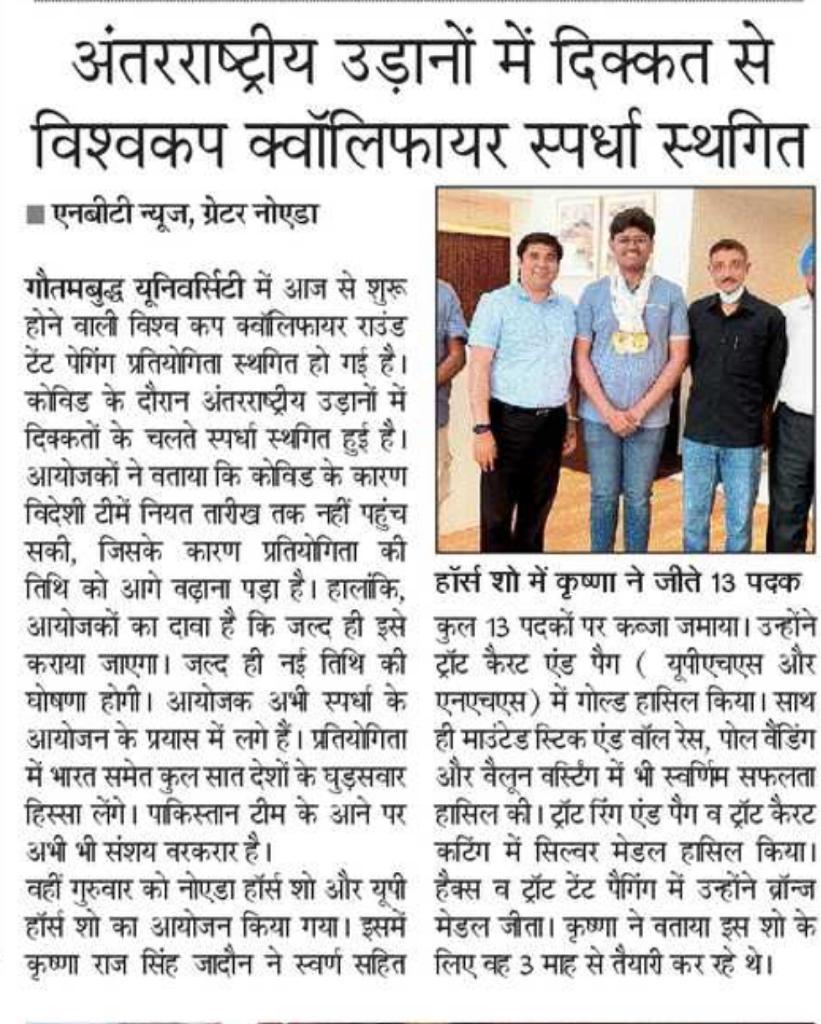 अंतरराष्ट्रीय उड़ानों में दिक्कत से
विश्वकप क्वॉलिफायर स्पर्धा स्थगित
■ एनबीटी न्यूज, ग्रेटर नोएडा
गौतमबुद्ध यूनिवर्सिटी में आज से शुरू
होने वाली विश्व कप क्वॉलिफायर राउंड
टेंट पेगिंग प्रतियोगिता स्थगित हो गई है।
कोविड के दौरान अंतरराष्ट्रीय उड़ानों में
दिक्कतों के चलते स्पर्धा स्थगित हुई है।
आयोजकों ने बताया कि कोविड के कारण
विदेशी टीमें नियत तारीख तक नहीं पहुंच
सकी, जिसके कारण प्रतियोगिता की
तिथि को आगे बढ़ाना पड़ा है। हालांकि,
आयोजकों का दावा है कि जल्द ही इसे
कराया जाएगा। जल्द ही नई तिथि की
घोषणा होगी। आयोजक अभी स्पर्धा के
आयोजन के प्रयास में लगे हैं। प्रतियोगिता
में भारत समेत कुल सात देशों के घुड़सवार
हिस्सा लेंगे। पाकिस्तान टीम के आने पर
अभी भी संशय बरकरार है।
वहीं गुरुवार को नोएडा हॉर्स शो और यूपी
हॉर्स शो का आयोजन किया गया। इसमें
कृष्णा राज सिंह जादौन ने स्वर्ण सहित
हॉर्स शो में कृष्णा ने जीते 13 पदक
कुल 13 पदकों पर कब्जा जमाया। उन्होंने
ट्रॉट कैरट एंड पैग ( यूपीएचएस और
एनएचएस) में गोल्ड हासिल किया। साथ
ही माउंटेड स्टिक एंड बॉल रेस, पोल बैंडिंग
और बैलून बर्स्टिंग में भी स्वर्णिम सफलता
हासिल की। ट्रॉट रिंग एंड पैग व ट्रॉट कैरट
कटिंग में सिल्वर मेडल हासिल किया।
हैक्स व ट्रॉट टेंट पैगिंग में उन्होंने ब्रॉन्ज
मेडल जीता। कृष्णा ने बताया इस शो के
लिए वह 3 माह से तैयारी कर रहे थे।